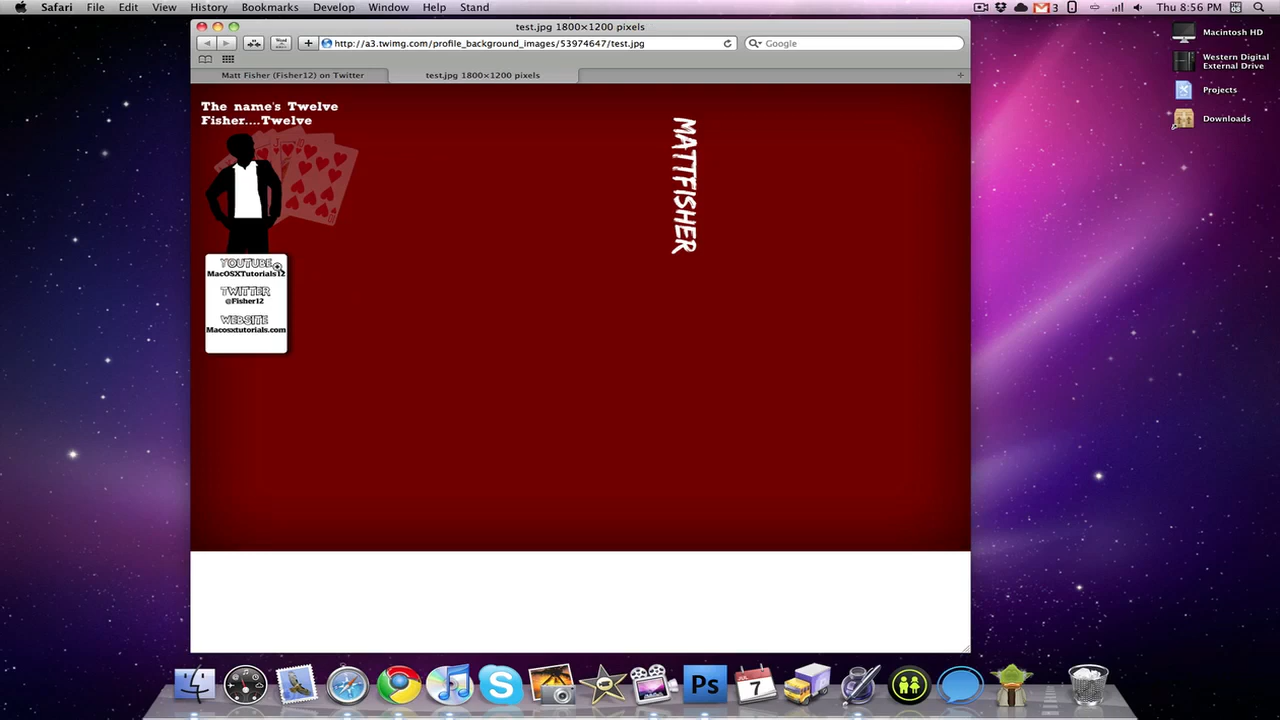 Safari File Edit View History Bookmarks Develop Window Help Stand
3
Thu 8:56 PM
test.jpg 1800×1200 pixels
http://a3.twimg.com/profile_background_images/53974647/test.jpg
Google
Matt Fisher (Fisher12) on Twitter
test.jpg 1800×1200 pixels
Macintosh HD
Western Digital
External Drive
Projects
Downloads
The name's Twelve
Fisher....Twelve
MATTFISHER
YOUTUBE
MacOSXTutorials12
TWITTER
@Fisher12
WEBSITE
Macosxtutorials.com
Ps
7